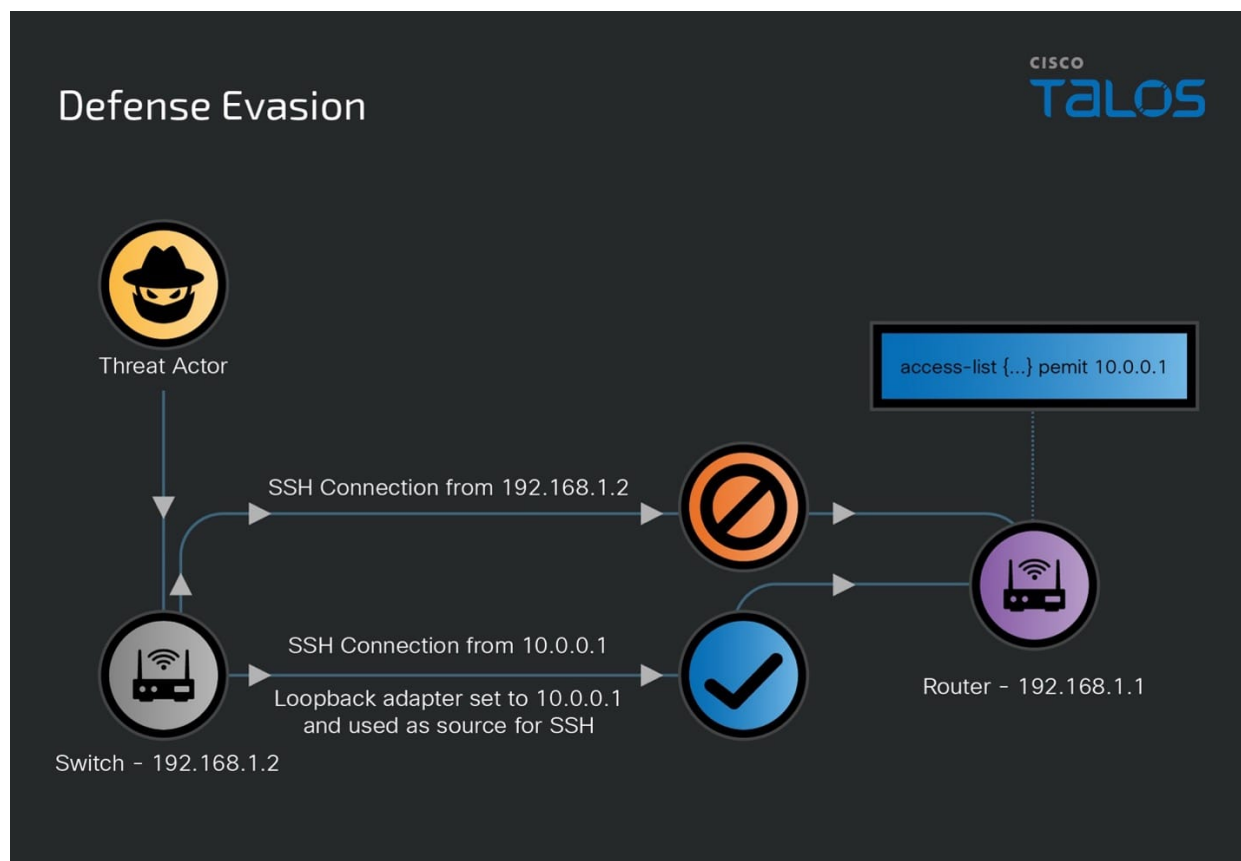 CISCO
TALOS
Defense Evasion
Threat Actor
access-list {...} pemit 10.0.0.1
SSH Connection from 192.168.1.2
SSH Connection from 10.0.0.1
Loopback adapter set to 10.0.0.1
and used as source for SSH
Router - 192.168.1.1
Switch - 192.168.1.2